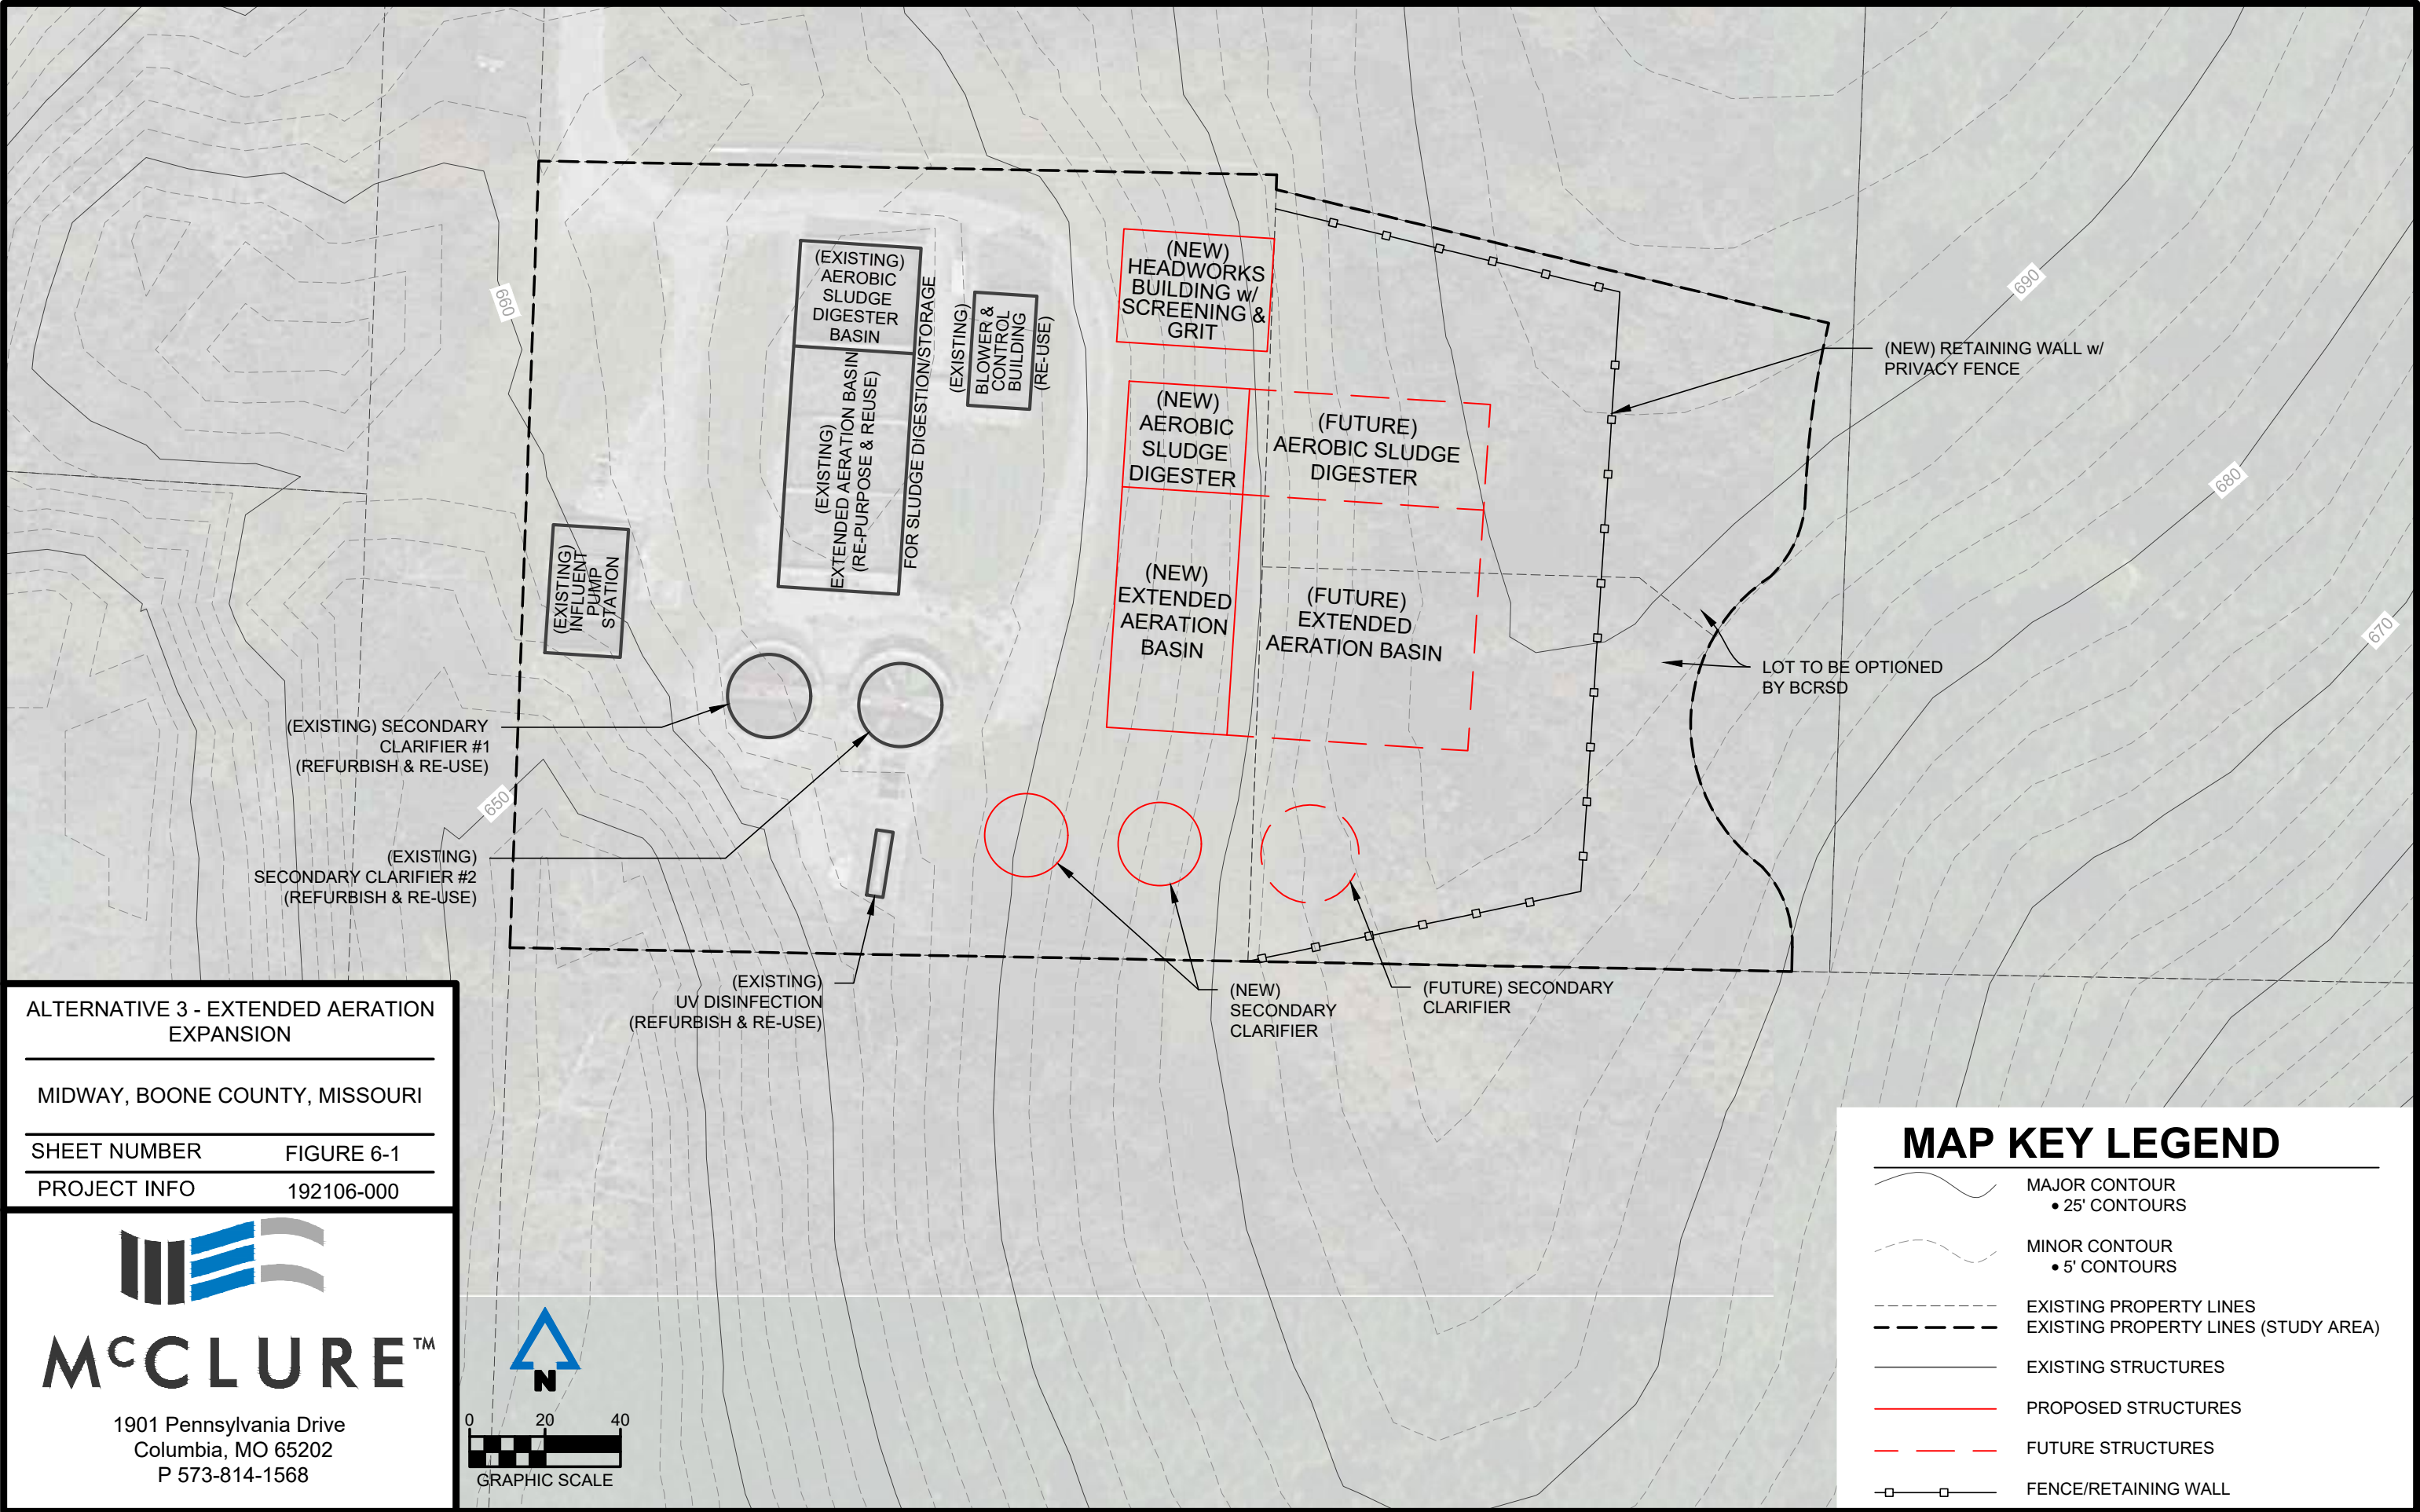 (EXISTING)
AEROBIC
SLUDGE
DIGESTER
BASIN
(EXISTING)
EXTENDED AERATION BASIN
(RE-PURPOSE & REUSE)
FOR SLUDGE DIGESTION/STORAGE
(EXISTING)
BLOWER &
CONTROL
BUILDING
(RE-USE)
(NEW)
HEADWORKS
BUILDING w/
SCREENING &
GRIT
(NEW)
AEROBIC
SLUDGE
DIGESTER
(FUTURE)
AEROBIC SLUDGE
DIGESTER
(NEW)
EXTENDED
AERATION
BASIN
(FUTURE)
EXTENDED
AERATION BASIN
(EXISTING)
INFLUENT
PUMP
STATION
660
650
690
680
670
(NEW) RETAINING WALL w/
PRIVACY FENCE
LOT TO BE OPTIONED
BY BCRSD
(EXISTING) SECONDARY
CLARIFIER #1
(REFURBISH & RE-USE)
(EXISTING)
SECONDARY CLARIFIER #2
(REFURBISH & RE-USE)
(EXISTING)
UV DISINFECTION
(REFURBISH & RE-USE)
(NEW)
SECONDARY
CLARIFIER
(FUTURE) SECONDARY
CLARIFIER
ALTERNATIVE 3 - EXTENDED AERATION
EXPANSION
MIDWAY, BOONE COUNTY, MISSOURI
SHEET NUMBER FIGURE 6-1
PROJECT INFO 192106-000
McCLURE™
1901 Pennsylvania Drive
Columbia, MO 65202
P 573-814-1568
N
0 20 40
GRAPHIC SCALE
MAP KEY LEGEND
MAJOR CONTOUR
• 25' CONTOURS
MINOR CONTOUR
• 5' CONTOURS
EXISTING PROPERTY LINES
EXISTING PROPERTY LINES (STUDY AREA)
EXISTING STRUCTURES
PROPOSED STRUCTURES
FUTURE STRUCTURES
FENCE/RETAINING WALL